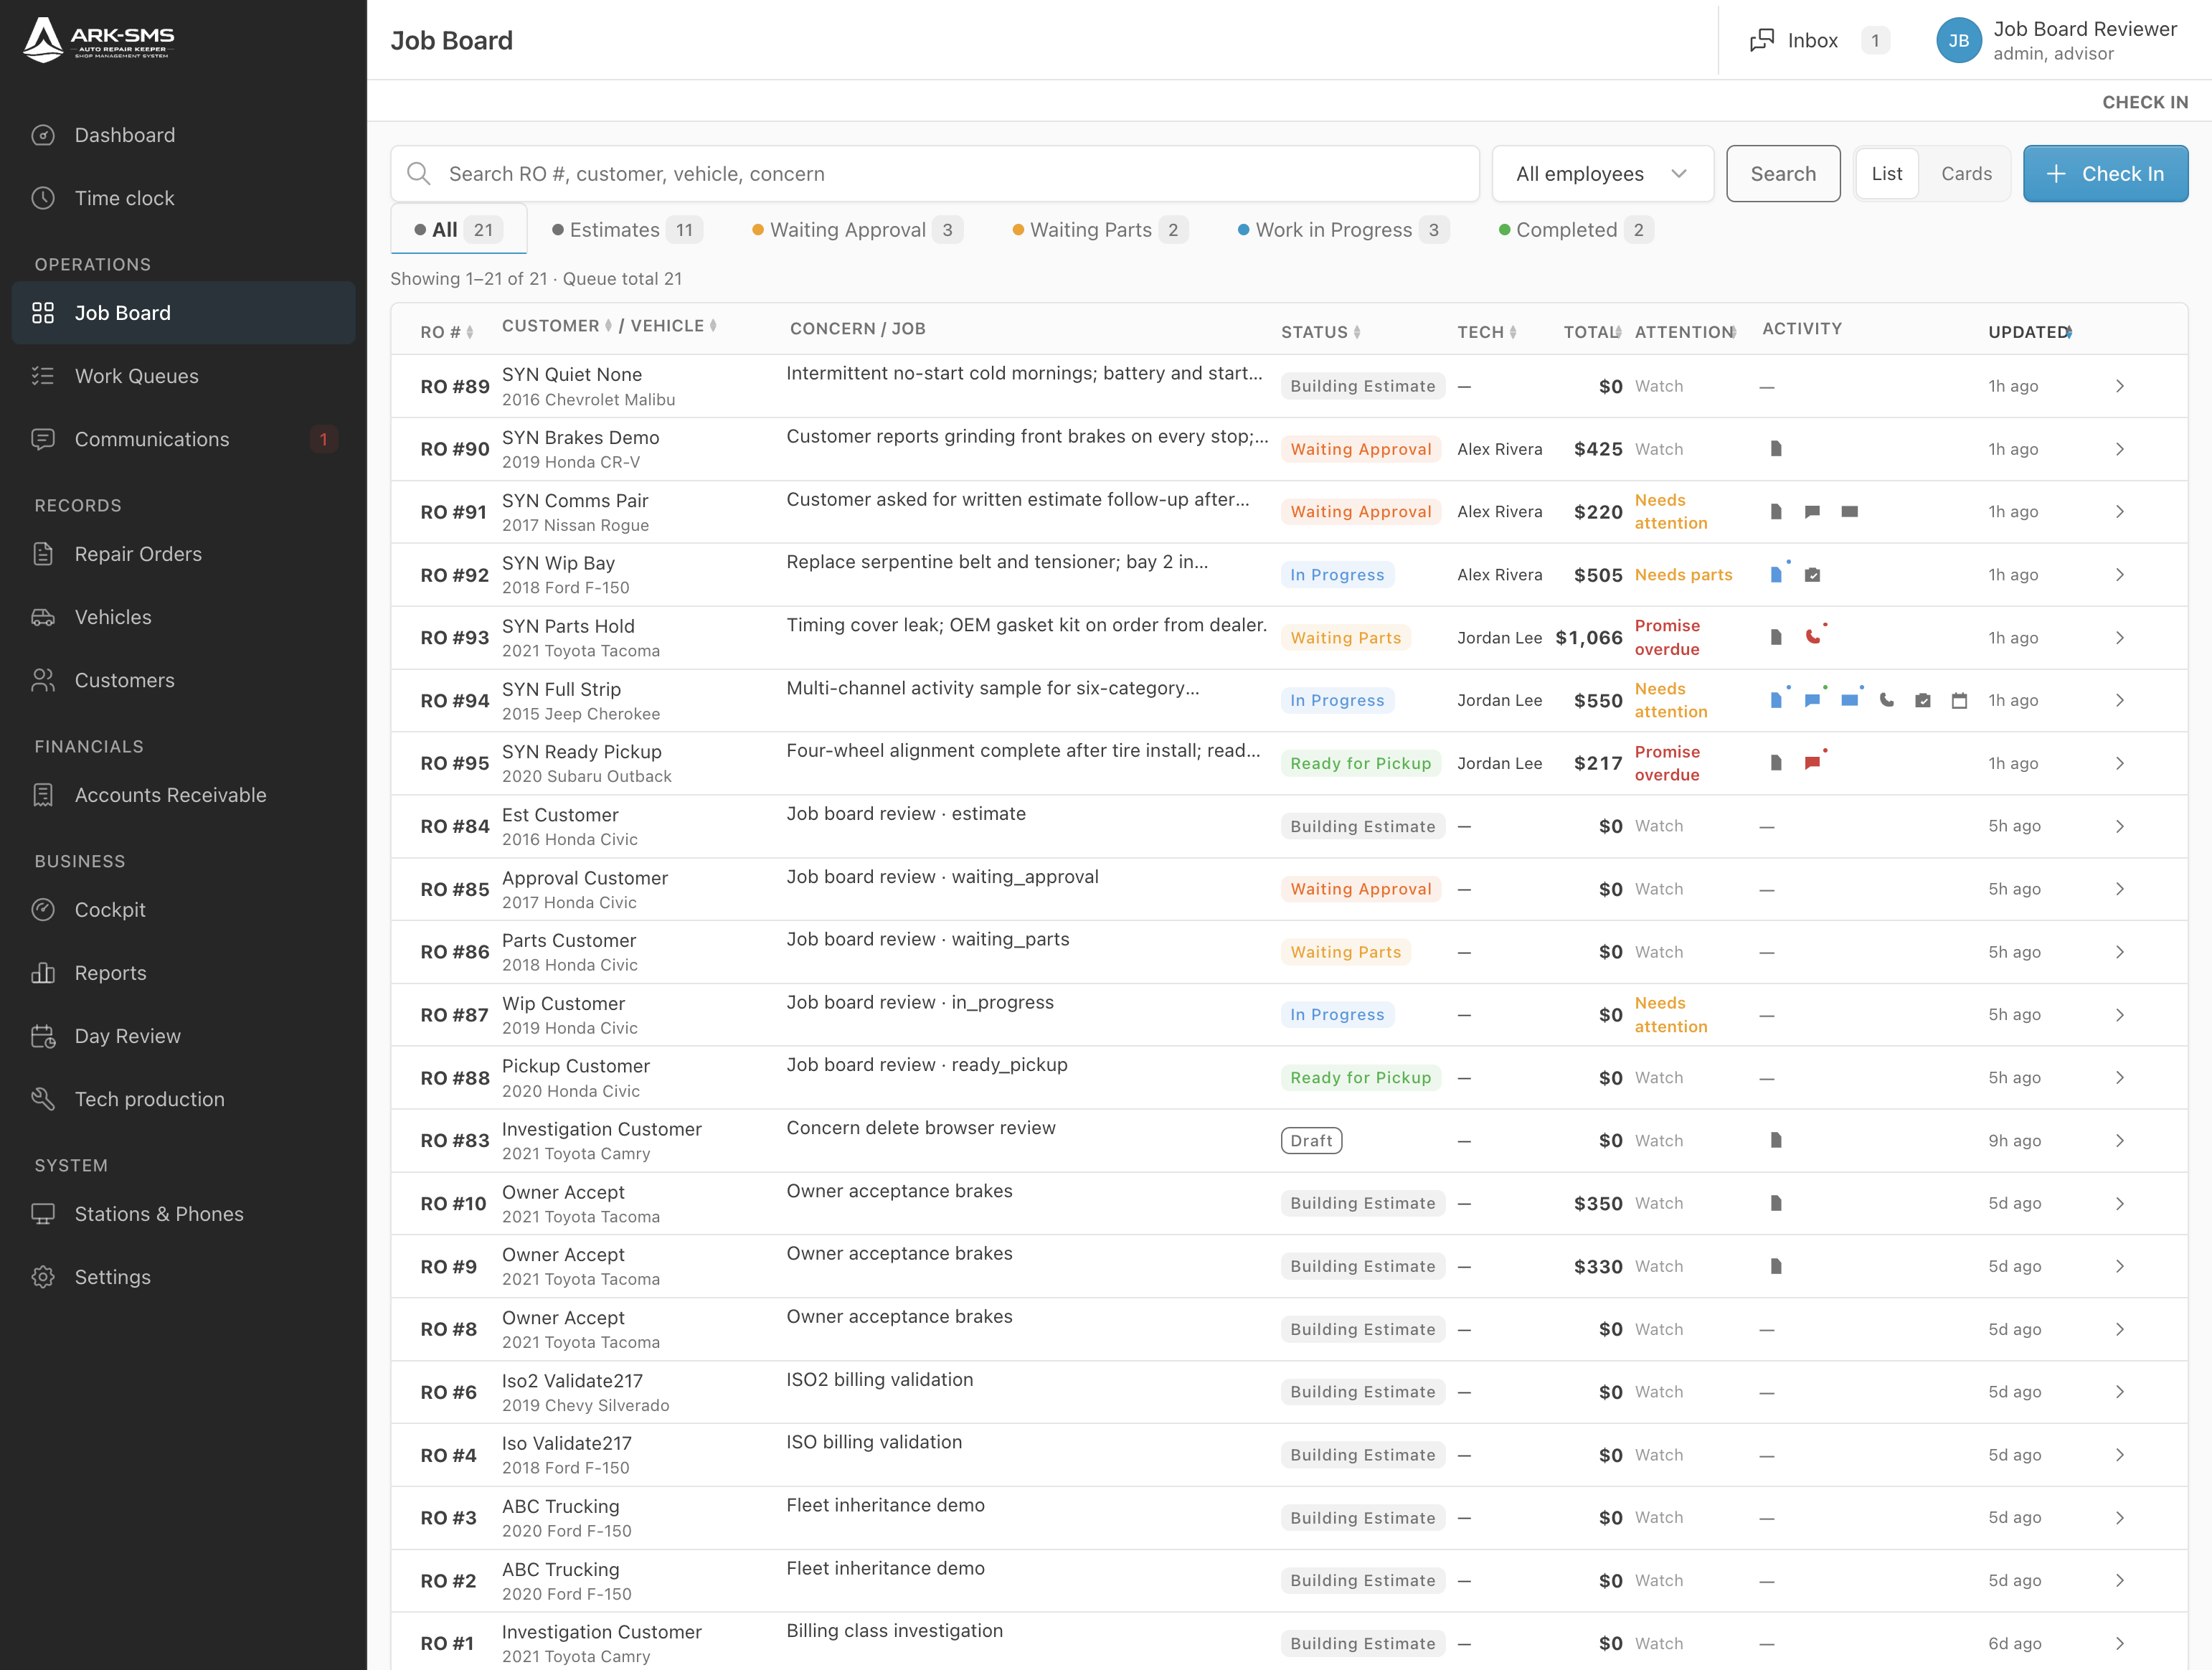 ARK-SMS
AUTO REPAIR KEEPER
SHOP MANAGEMENT SYSTEM
Dashboard
Time clock
OPERATIONS
Job Board
Work Queues
Communications 1
RECORDS
Repair Orders
Vehicles
Customers
FINANCIALS
Accounts Receivable
BUSINESS
Cockpit
Reports
Day Review
Tech production
SYSTEM
Stations & Phones
Settings
Job Board
Inbox 1
JB
Job Board Reviewer
admin, advisor
CHECK IN
Search RO #, customer, vehicle, concern
All employees
Search
List
Cards
+ Check In
All 21
Estimates 11
Waiting Approval 3
Waiting Parts 2
Work in Progress 3
Completed 2
Showing 1–21 of 21 · Queue total 21
RO # CUSTOMER / VEHICLE CONCERN / JOB STATUS TECH TOTAL ATTENTION ACTIVITY UPDATED
RO #89 SYN Quiet None Intermittent no-start cold mornings; battery and start... Building Estimate — $0 Watch — 1h ago
2016 Chevrolet Malibu
RO #90 SYN Brakes Demo Customer reports grinding front brakes on every stop;... Waiting Approval Alex Rivera $425 Watch 1h ago
2019 Honda CR-V
RO #91 SYN Comms Pair Customer asked for written estimate follow-up after... Waiting Approval Alex Rivera $220 Needs attention 1h ago
2017 Nissan Rogue
RO #92 SYN Wip Bay Replace serpentine belt and tensioner; bay 2 in... In Progress Alex Rivera $505 Needs parts 1h ago
2018 Ford F-150
RO #93 SYN Parts Hold Timing cover leak; OEM gasket kit on order from dealer. Waiting Parts Jordan Lee $1,066 Promise overdue 1h ago
2021 Toyota Tacoma
RO #94 SYN Full Strip Multi-channel activity sample for six-category... In Progress Jordan Lee $550 Needs attention 1h ago
2015 Jeep Cherokee
RO #95 SYN Ready Pickup Four-wheel alignment complete after tire install; read... Ready for Pickup Jordan Lee $217 Promise overdue 1h ago
2020 Subaru Outback
RO #84 Est Customer Job board review · estimate Building Estimate — $0 Watch — 5h ago
2016 Honda Civic
RO #85 Approval Customer Job board review · waiting_approval Waiting Approval — $0 Watch — 5h ago
2017 Honda Civic
RO #86 Parts Customer Job board review · waiting_parts Waiting Parts — $0 Watch — 5h ago
2018 Honda Civic
RO #87 Wip Customer Job board review · in_progress In Progress — $0 Needs attention — 5h ago
2019 Honda Civic
RO #88 Pickup Customer Job board review · ready_pickup Ready for Pickup — $0 Watch — 5h ago
2020 Honda Civic
RO #83 Investigation Customer Concern delete browser review Draft — $0 Watch 9h ago
2021 Toyota Camry
RO #10 Owner Accept Owner acceptance brakes Building Estimate — $350 Watch 5d ago
2021 Toyota Tacoma
RO #9 Owner Accept Owner acceptance brakes Building Estimate — $330 Watch 5d ago
2021 Toyota Tacoma
RO #8 Owner Accept Owner acceptance brakes Building Estimate — $0 Watch — 5d ago
2021 Toyota Tacoma
RO #6 Iso2 Validate217 ISO2 billing validation Building Estimate — $0 Watch — 5d ago
2019 Chevy Silverado
RO #4 Iso Validate217 ISO billing validation Building Estimate — $0 Watch — 5d ago
2018 Ford F-150
RO #3 ABC Trucking Fleet inheritance demo Building Estimate — $0 Watch — 5d ago
2020 Ford F-150
RO #2 ABC Trucking Fleet inheritance demo Building Estimate — $0 Watch — 5d ago
2020 Ford F-150
RO #1 Investigation Customer Billing class investigation Building Estimate — $0 Watch — 6d ago
2021 Toyota Camry